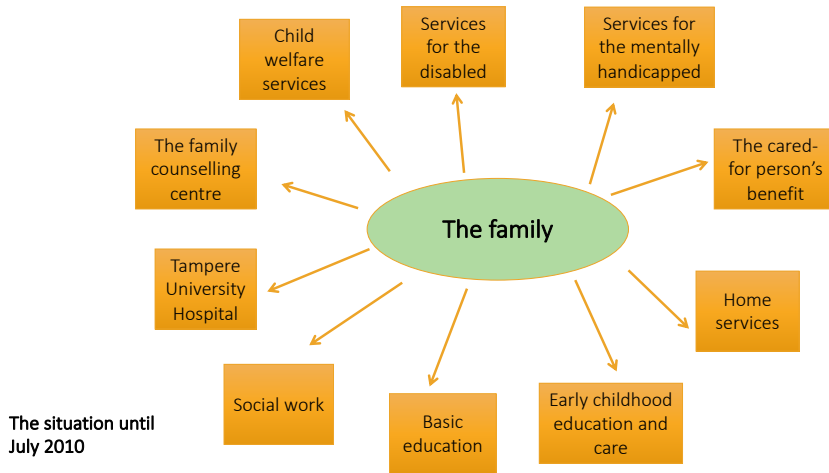 Child
welfare
services
Services
for the
disabled
Services for
the mentally
handicapped
The family
counselling
centre
The cared-
for person's
benefit
The family
Tampere
University
Hospital
Home
services
Social work
Basic
education
Early childhood
education and
care
The situation until
July 2010